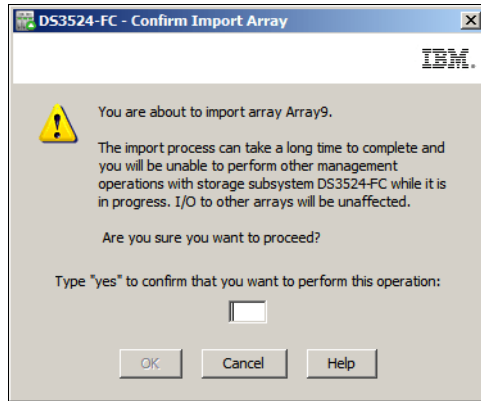 DS3524-FC - Confirm Import Array
IBM.
You are about to import array Array9.
The import process can take a long time to complete and
you will be unable to perform other management
operations with storage subsystem DS3524-FC while it is
in progress. I/O to other arrays will be unaffected.
Are you sure you want to proceed?
Type "yes" to confirm that you want to perform this operation:
OK Cancel Help